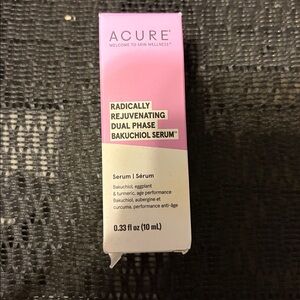 ACURE®
WELCOME TO SKIN WELLNESS®
RADICALLY
REJUVENATING
DUAL PHASE
BAKUCHIOL SERUM™
Serum | Sérum
Bakuchiol, eggplant
& turmeric, age performance
Bakuchiol, aubergine et
curcuma, performance anti-âge
0.33 fl oz (10 mL)